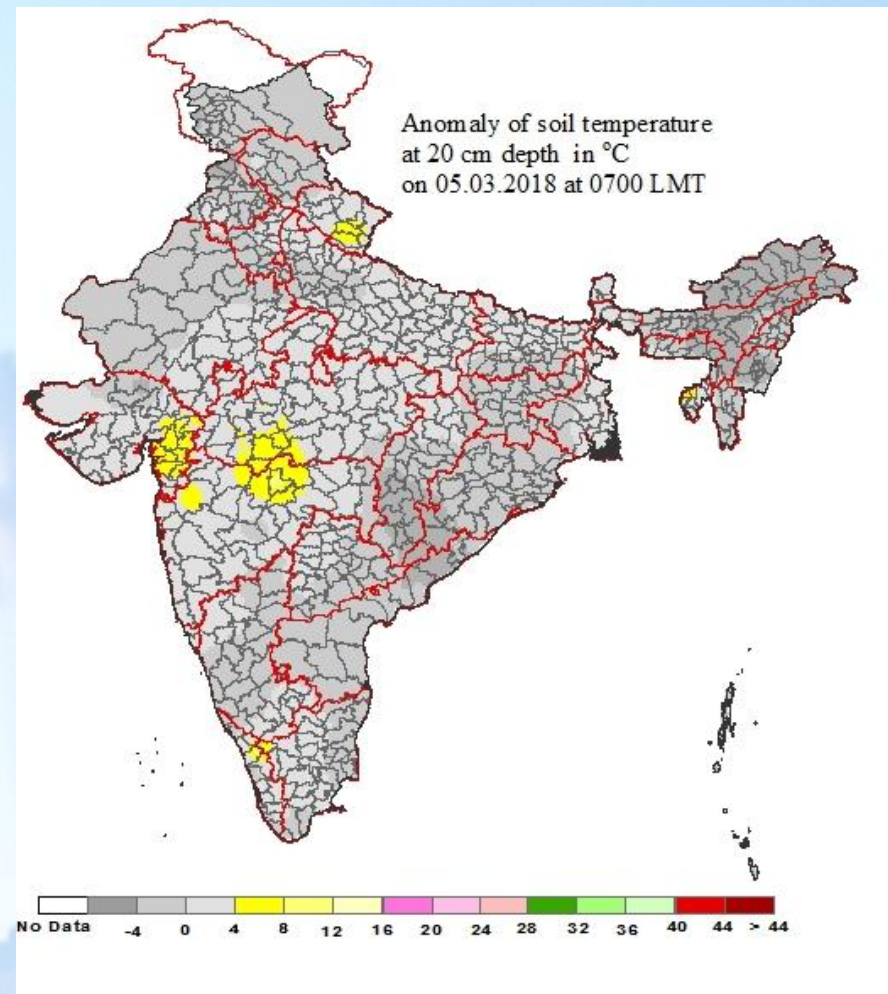 Anomaly of soil temperature
at 20 cm depth in °C
on 05.03.2018 at 0700 LMT
No Data -4 0 4 8 12 16 20 24 28 32 36 40 44 > 44